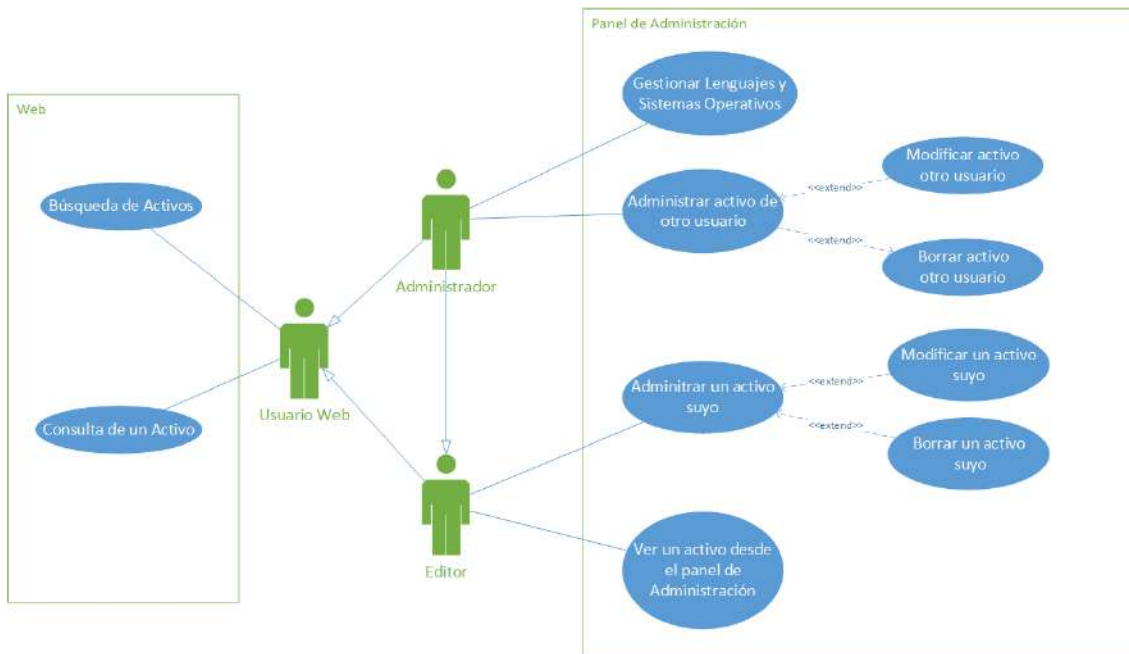 Panel de Administración
Web
Gestionar Lenguajes y
Sistemas Operativos
Búsqueda de Activos
Administrador
Administrar activo de
otro usuario
<<extend>>
Modificar activo
otro usuario
<<extend>>
Borrar activo
otro usuario
Usuario Web
Consulta de un Activo
Adminitrar un activo
suyo
<<extend>>
Modificar un activo
suyo
<<extend>>
Borrar un activo
suyo
Editor
Ver un activo desde
el panel de
Administración